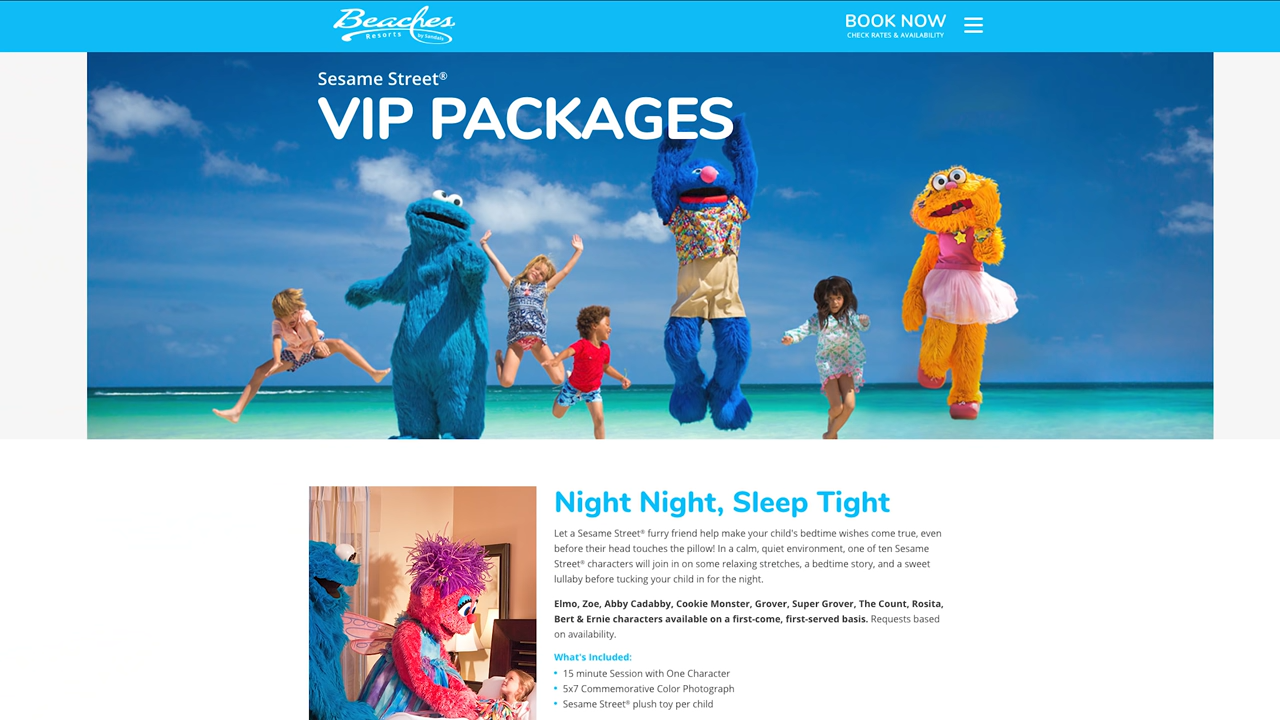 Beaches
Resorts by Sandals
BOOK NOW
CHECK RATES & AVAILABILITY
Sesame Street®
VIP PACKAGES
Night Night, Sleep Tight
Let a Sesame Street® furry friend help make your child's bedtime wishes come true, even
before their head touches the pillow! In a calm, quiet environment, one of ten Sesame
Street® characters will join in on some relaxing stretches, a bedtime story, and a sweet
lullaby before tucking your child in for the night.
Elmo, Zoe, Abby Cadabby, Cookie Monster, Grover, Super Grover, The Count, Rosita,
Bert & Ernie characters available on a first-come, first-served basis. Requests based
on availability.
What's Included:
• 15 minute Session with One Character
• 5x7 Commemorative Color Photograph
• Sesame Street® plush toy per child